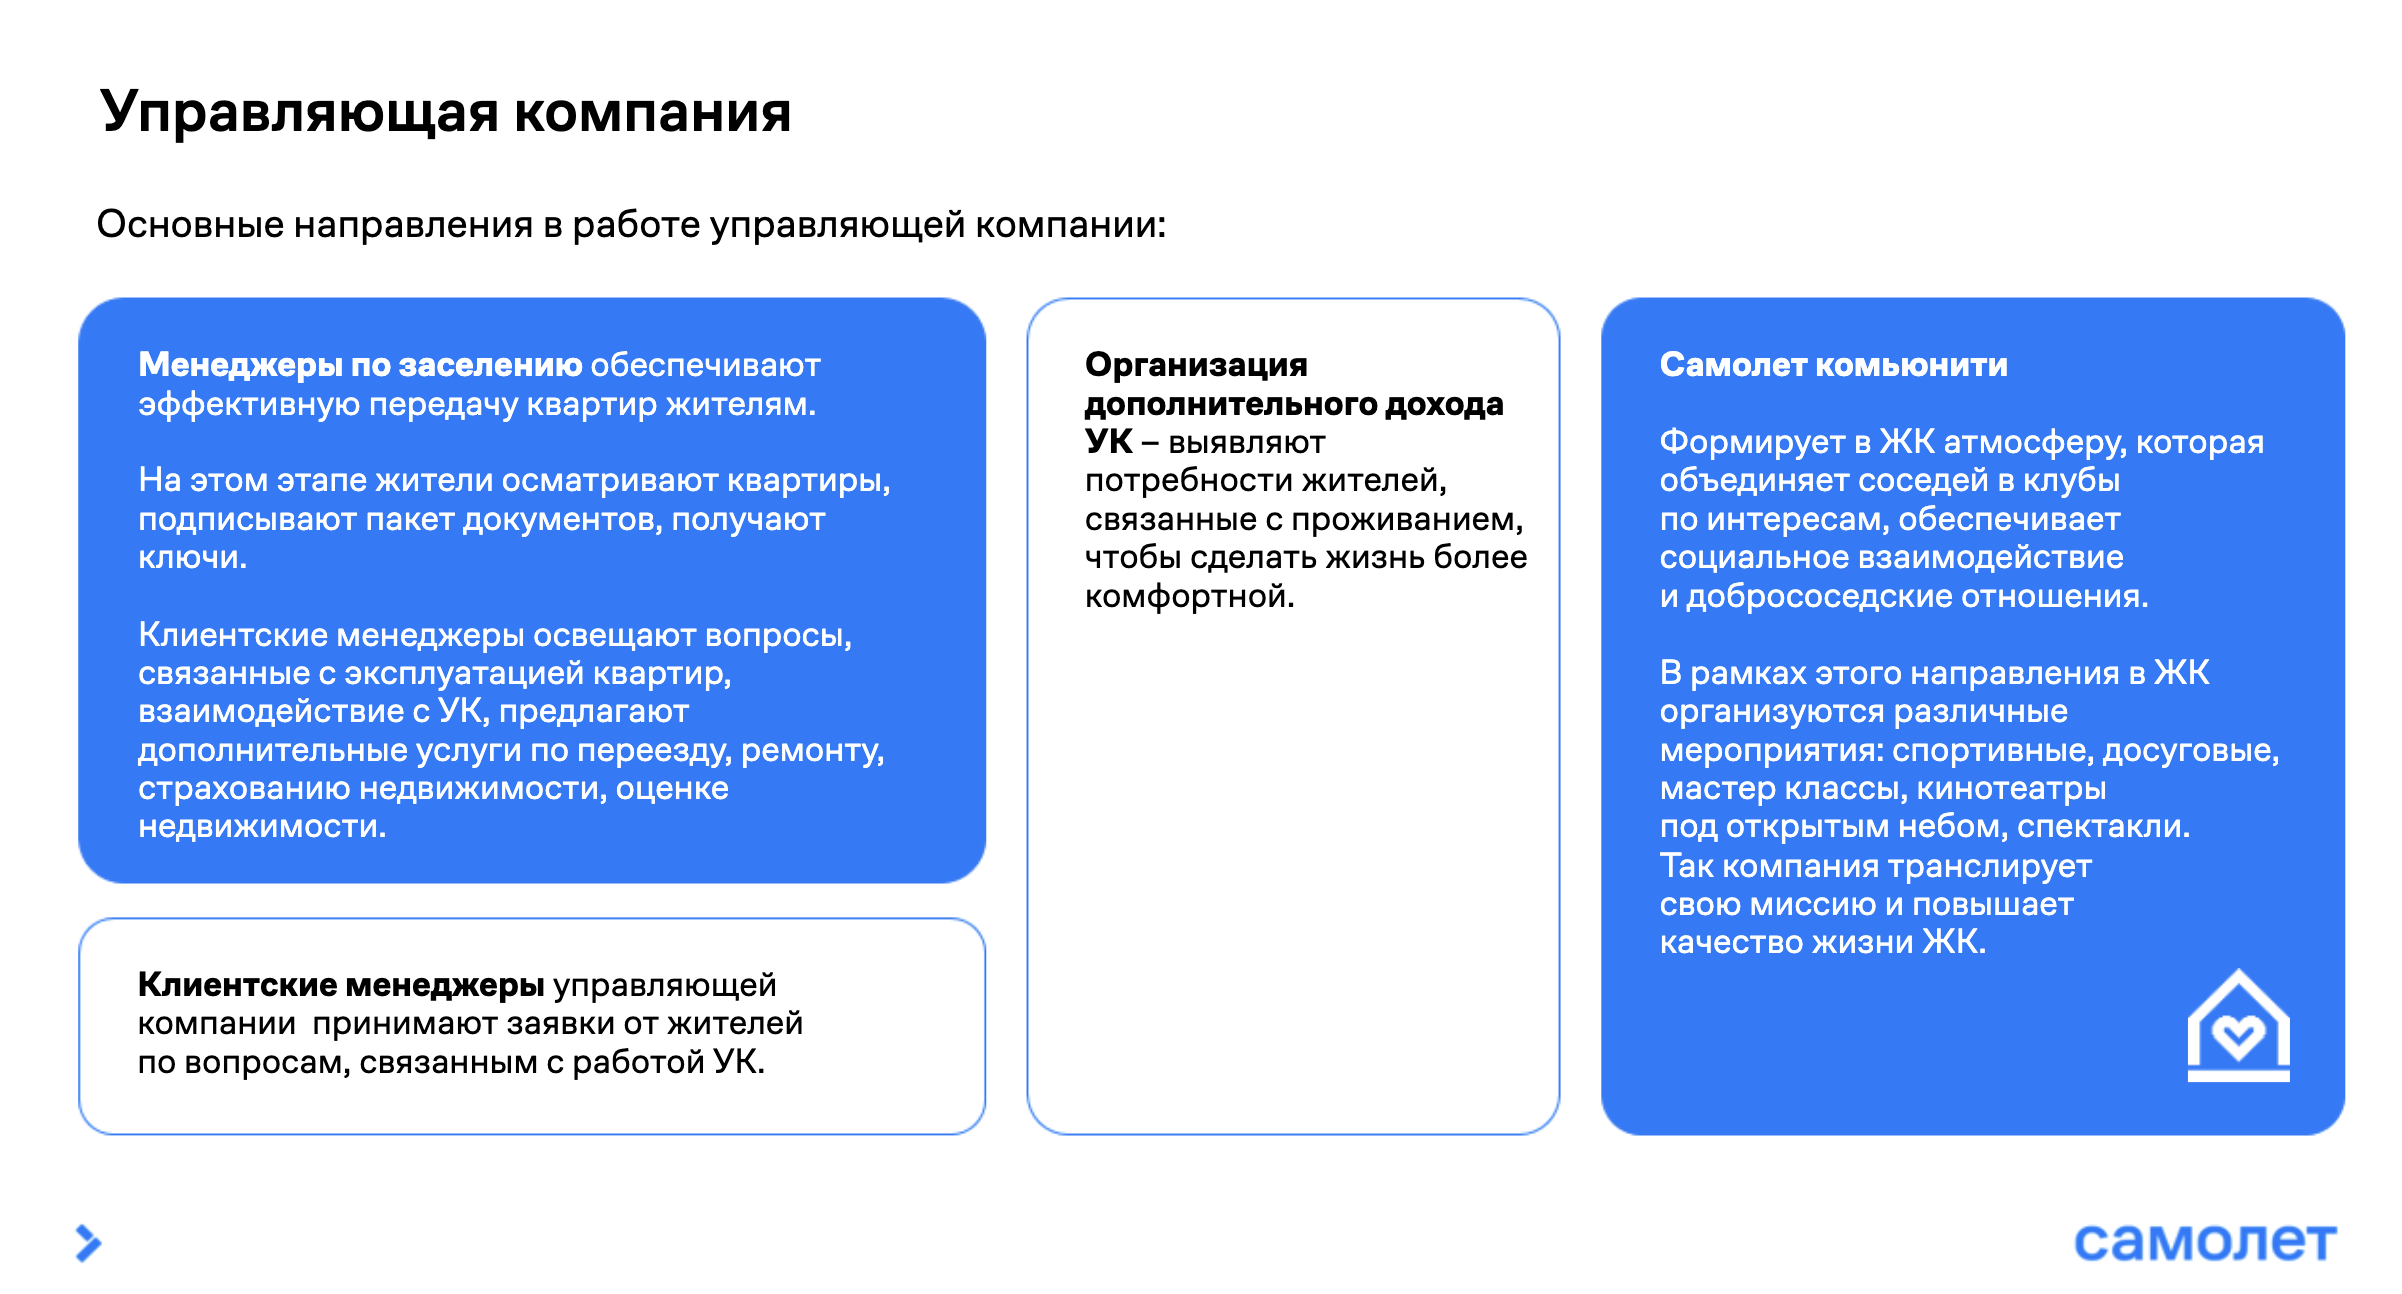 Управляющая компания
Основные направления в работе управляющей компании:
Менеджеры по заселению обеспечивают
эффективную передачу квартир жителям.
На этом этапе жители осматривают квартиры,
подписывают пакет документов, получают
ключи.
Клиентские менеджеры освещают вопросы,
связанные с эксплуатацией квартир,
взаимодействие с УК, предлагают
дополнительные услуги по переезду, ремонту,
страхованию недвижимости, оценке
недвижимости.
Клиентские менеджеры управляющей
компании  принимают заявки от жителей
по вопросам, связанным с работой УК.
Организация
дополнительного дохода
УК – выявляют
потребности жителей,
связанные с проживанием,
чтобы сделать жизнь более
комфортной.
Самолет комьюнити
Формирует в ЖК атмосферу, которая
объединяет соседей в клубы
по интересам, обеспечивает
социальное взаимодействие
и добрососедские отношения.
В рамках этого направления в ЖК
организуются различные
мероприятия: спортивные, досуговые,
мастер классы, кинотеатры
под открытым небом, спектакли.
Так компания транслирует
свою миссию и повышает
качество жизни ЖК.
самолет